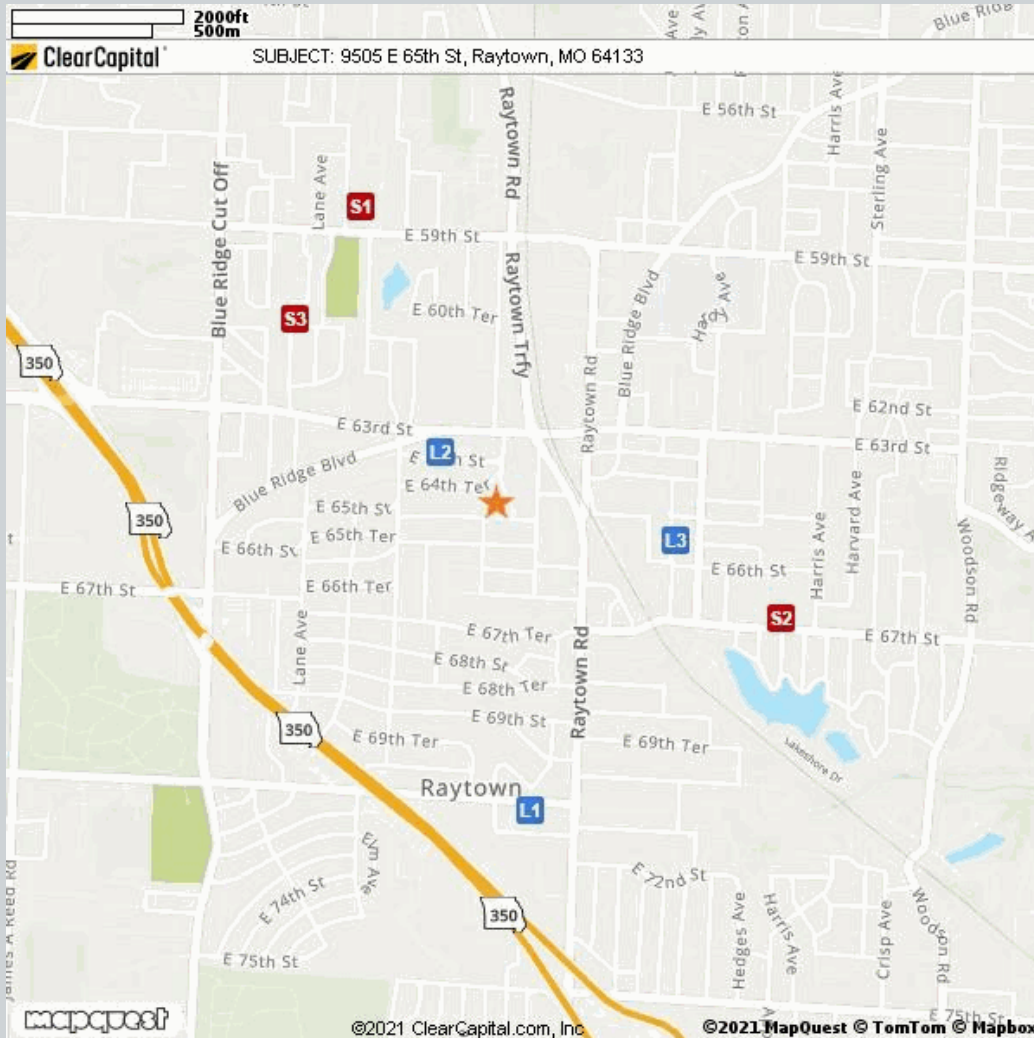 2000ft
500m
ClearCapital
SUBJECT: 9505 E 65th St, Raytown, MO 64133
Blue Ridg
E 56th St
Harris Ave
Sterling Ave
Raytown Rd
Lane Ave
Blue Ridge Cut Off
S1
E 59th St
E 59th St
Raytown Trfy
Blue Ridge Blvd
Hardy Ave
S3
E 60th Ter
350
Raytown Rd
E 62nd St
E 63rd St
E 63rd St
L2
Blue Ridge Blvd
E 64th Ter
Ridgeway A
E 65th St
350
E 65th Ter
L3
E 66th St
Harris Ave
Harvard Ave
Woodson Rd
E 66th St
E 67th St
E 66th Ter
S2
Lane Ave
E 67th Ter
Raytown Rd
E 67th St
E 68th St
E 68th Ter
E 69th St
350
E 69th Ter
E 69th Ter
Lakeshore Dr
Raytown
L1
Elm Ave
E 74th St
E 22nd St
James A Reed Rd
350
Hedges Ave
Harris Ave
Crisp Ave
Woodson Rd
E 75th St
E 75th St
mapquest
©2021 ClearCapital.com, Inc
©2021 MapQuest © TomTom © Mapbox